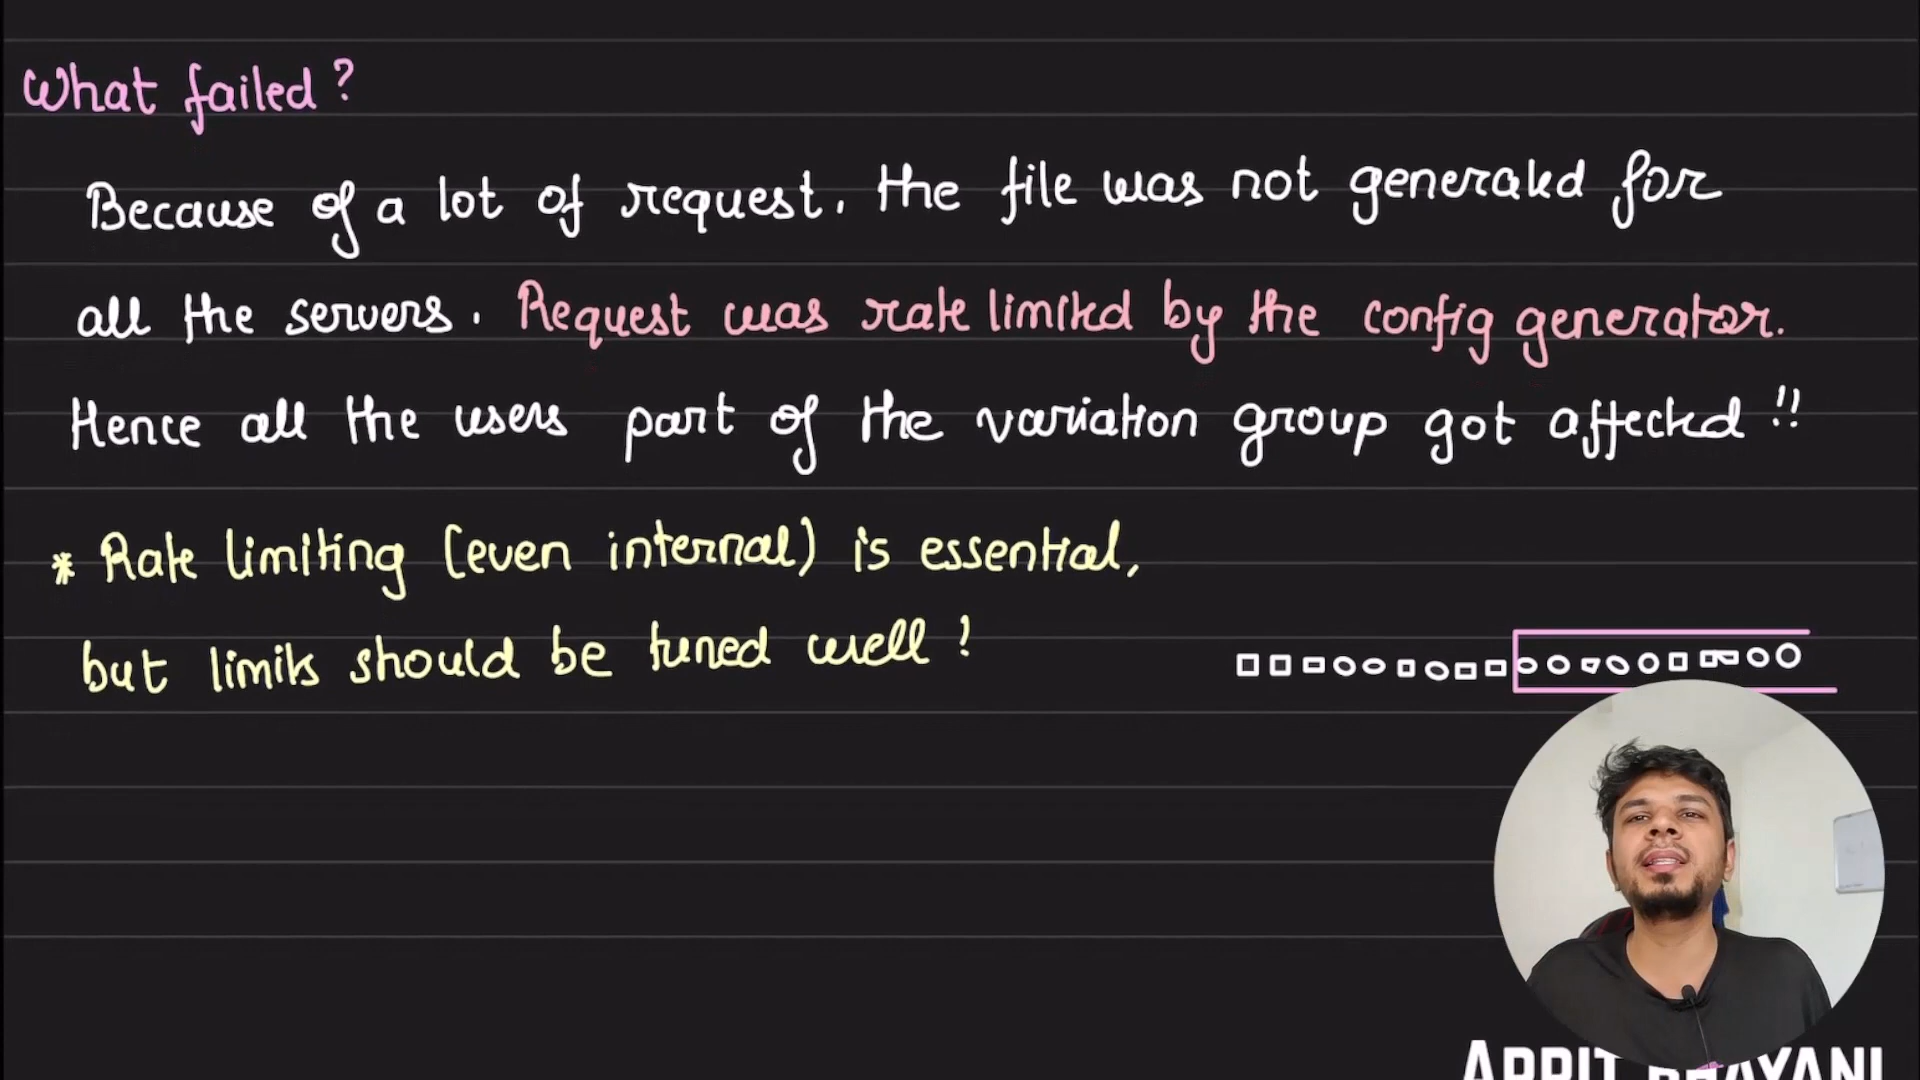 What failed?
Because of a lot of request, the file was not generated for
all the servers. Request was rate limited by the config generator.
Hence all the users part of the variation group got affected !!
* Rate limiting (even internal) is essential,
but limits should be tuned well!
ARPIT BHAYANI